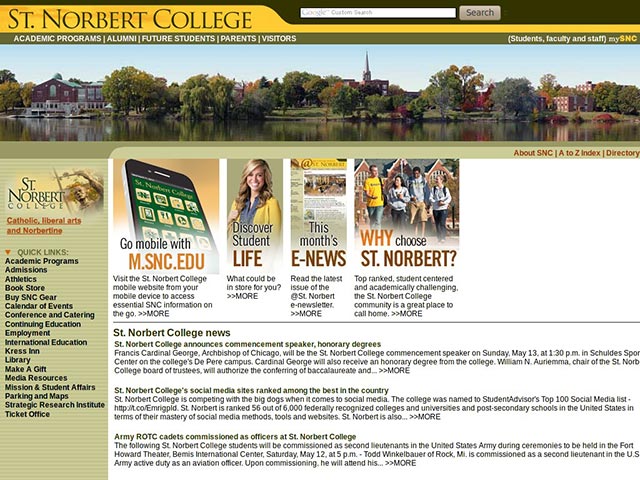 St. Norbert College
Google Custom Search
Search
ACADEMIC PROGRAMS | ALUMNI | FUTURE STUDENTS | PARENTS | VISITORS
(Students, faculty and staff) mySNC
About SNC | A to Z Index | Directory
St. Norbert
COLLEGE
Catholic, liberal arts
and Norbertine
QUICK LINKS:
Academic Programs
Admissions
Athletics
Book Store
Buy SNC Gear
Calendar of Events
Conference and Catering
Continuing Education
Employment
International Education
Kress Inn
Library
Make A Gift
Media Resources
Mission & Student Affairs
Parking and Maps
Strategic Research Institute
Ticket Office
St. Norbert College
Go mobile with
M.SNC.EDU
Visit the St. Norbert College
mobile website from your
mobile device to access
essential SNC information on
the go. >>MORE
Discover
Student
LIFE
What could be
in store for you?
>>MORE
@St. Norbert
This
month's
E-NEWS
Read the latest
issue of the
@St. Norbert
e-newsletter.
>>MORE
WHY choose
ST. NORBERT?
Top ranked, student centered
and academically challenging,
the St. Norbert College
community is a great place to
call home. >>MORE
St. Norbert College news
St. Norbert College announces commencement speaker, honorary degrees
Francis Cardinal George, Archbishop of Chicago, will be the St. Norbert College commencement speaker on Sunday, May 13, at 1:30 p.m. in Schuldes Spor
Center on the college's De Pere campus. Cardinal George will also receive an honorary degree from the college. William N. Auriemma, chair of the St. Norb
College board of trustees, will authorize the conferring of baccalaureate and... >>MORE
St. Norbert College's social media sites ranked among the best in the country
St. Norbert College is competing with the big dogs when it comes to social media. The college was named to StudentAdvisor's Top 100 Social Media list -
http://t.co/EmrigpId. St. Norbert is ranked 56 out of 6,000 federally recognized colleges and universities and post-secondary schools in the United States in
terms of their mastery of social media methods, tools and websites. St. Norbert is also... >>MORE
Army ROTC cadets commissioned as officers at St. Norbert College
The following St. Norbert College students will be commissioned as second lieutenants in the United States Army during ceremonies to be held in the Fort
Howard Theater, Bemis International Center, Saturday, May 12, at 5 p.m. - Todd Winkelbauer of Rock, Mi. is commissioned as a second lieutenant in the U.S
Army active duty as an aviation officer. Upon commissioning, he will attend his... >>MORE